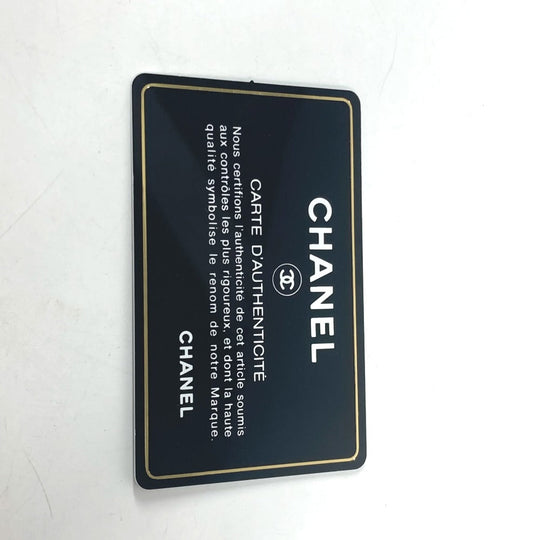 CHANEL
CARTE D'AUTHENTICITÉ
Nous certifions l'authenticité de cet article soumis
aux contrôles les plus rigoureux, et dont la haute
qualité symbolise le renom de notre Marque.
CHANEL